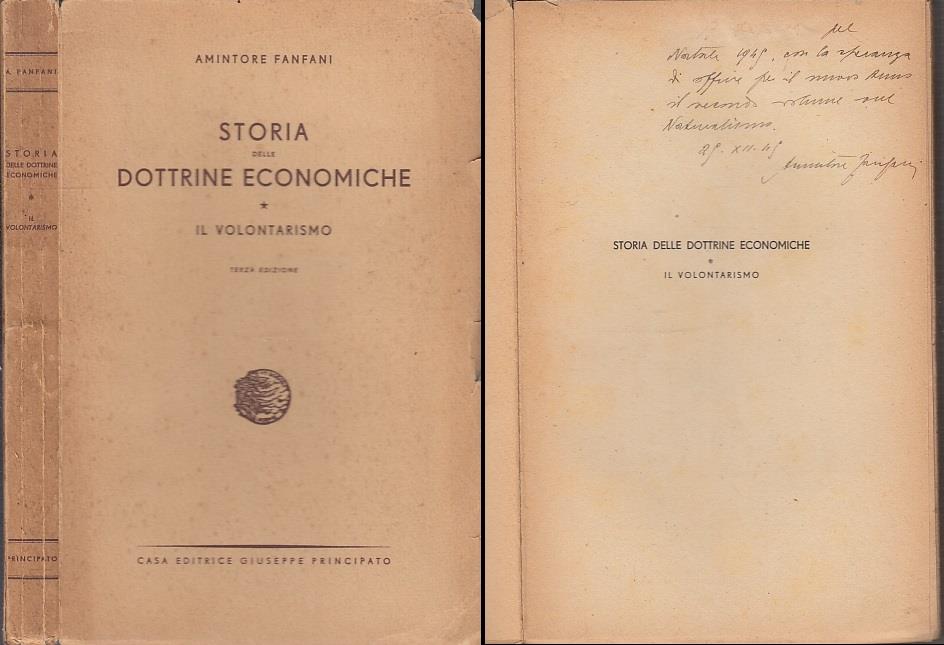 A. FANFANI
STORIA
DELLE DOTTRINE
ECONOMICHE
*
IL
VOLONTARISMO
PRINCIPATO
AMINTORE FANFANI
STORIA
DELLE
DOTTRINE ECONOMICHE
★
IL VOLONTARISMO
TERZA EDIZIONE
CASA EDITRICE GIUSEPPE PRINCIPATO
del
Natale 1945, con la speranza
di offrire per il nuovo anno
il secondo volume sul
Naturalismo.
25-XII-45
Amintore Fanfani
STORIA DELLE DOTTRINE ECONOMICHE
*
IL VOLONTARISMO